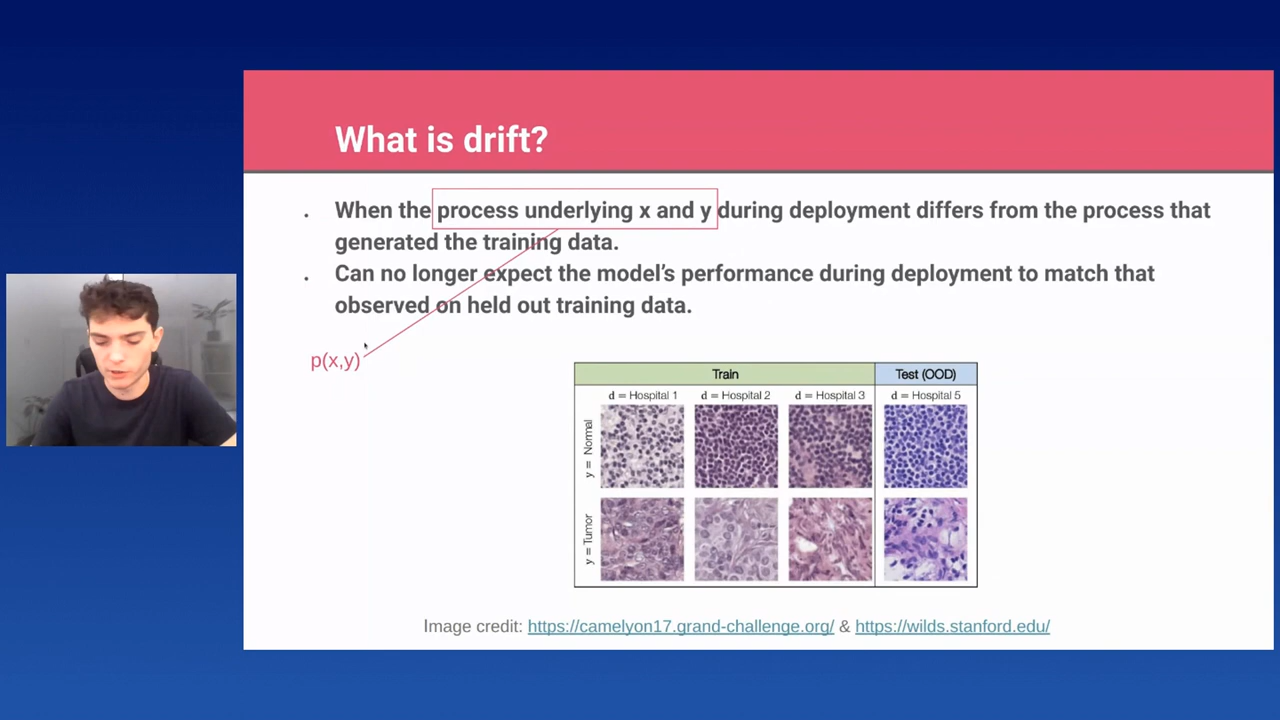 What is drift?
. When the process underlying x and y during deployment differs from the process that
generated the training data.
. Can no longer expect the model's performance during deployment to match that
observed on held out training data.
p(x,y)
Train Test (OOD)
d = Hospital 1 d = Hospital 2 d = Hospital 3 d = Hospital 5
y = Normal
y = Tumor
Image credit: https://camelyon17.grand-challenge.org/ & https://wilds.stanford.edu/